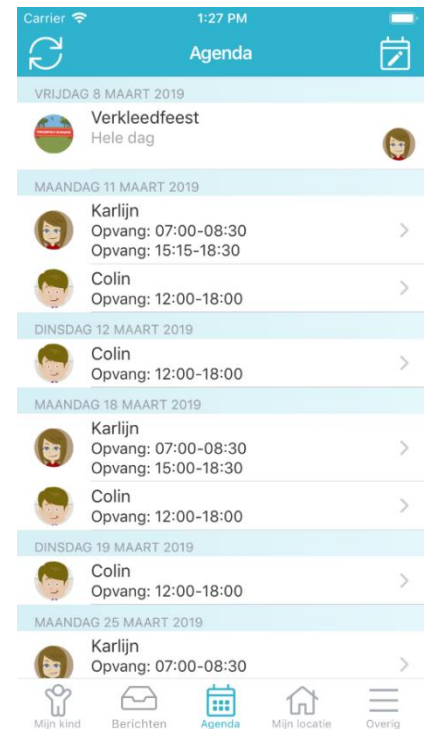 Carrier 1:27 PM
Agenda
VRIJDAG 8 MAART 2019
Verkleedfeest
Hele dag
MAANDAG 11 MAART 2019
Karlijn
Opvang: 07:00-08:30
Opvang: 15:15-18:30
Colin
Opvang: 12:00-18:00
DINSDAG 12 MAART 2019
Colin
Opvang: 12:00-18:00
MAANDAG 18 MAART 2019
Karlijn
Opvang: 07:00-08:30
Opvang: 15:00-18:30
Colin
Opvang: 12:00-18:00
DINSDAG 19 MAART 2019
Colin
Opvang: 12:00-18:00
MAANDAG 25 MAART 2019
Karlijn
Opvang: 07:00-08:30
Mijn kind Berichten Agenda Mijn locatie Overig